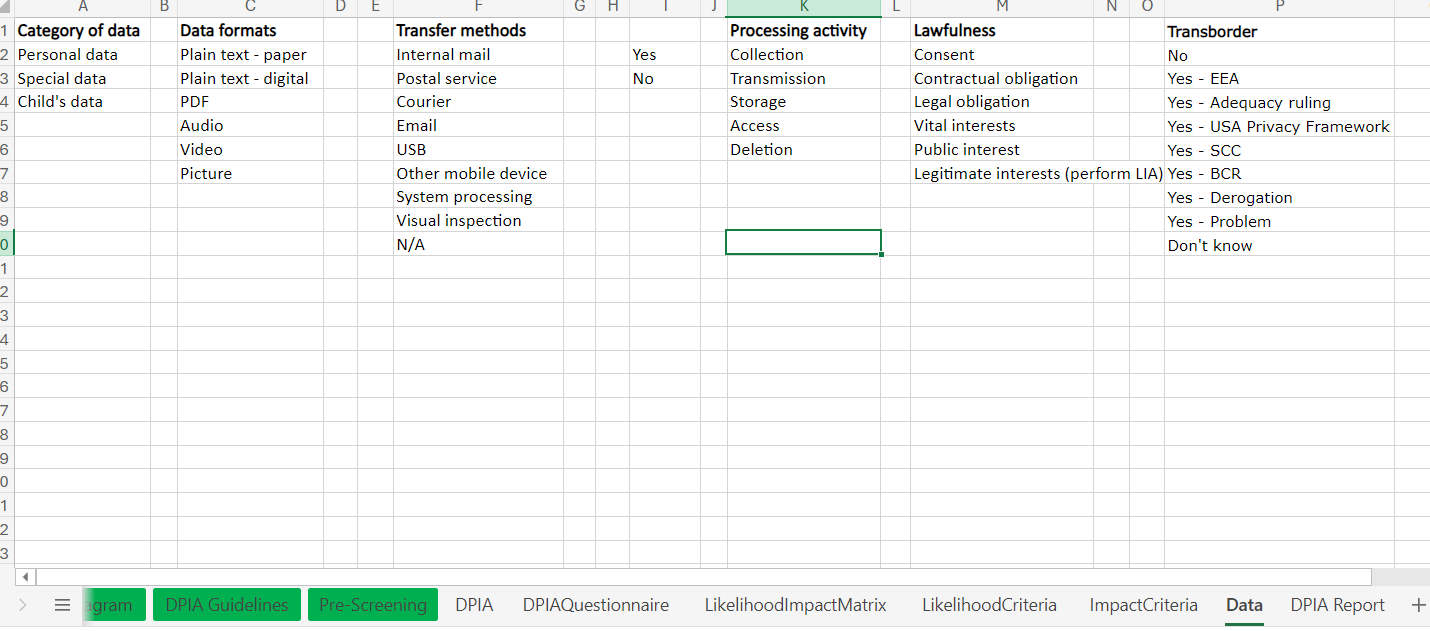 A B C D E F G H I J K L M N O P
1 Category of data Data formats Transfer methods Processing activity Lawfulness Transborder
2 Personal data Plain text - paper Internal mail Yes Collection Consent No
3 Special data Plain text - digital Postal service No Transmission Contractual obligation Yes - EEA
4 Child's data PDF Courier Storage Legal obligation Yes - Adequacy ruling
5 Audio Email Access Vital interests Yes - USA Privacy Framework
6 Video USB Deletion Public interest Yes - SCC
7 Picture Other mobile device Legitimate interests (perform LIA) Yes - BCR
8 System processing Yes - Derogation
9 Visual inspection Yes - Problem
0 N/A Don't know
1
2
3
4
5
6
7
8
9
0
1
2
3
agram DPIA Guidelines Pre-Screening DPIA DPIAQuestionnaire LikelihoodImpactMatrix LikelihoodCriteria ImpactCriteria Data DPIA Report